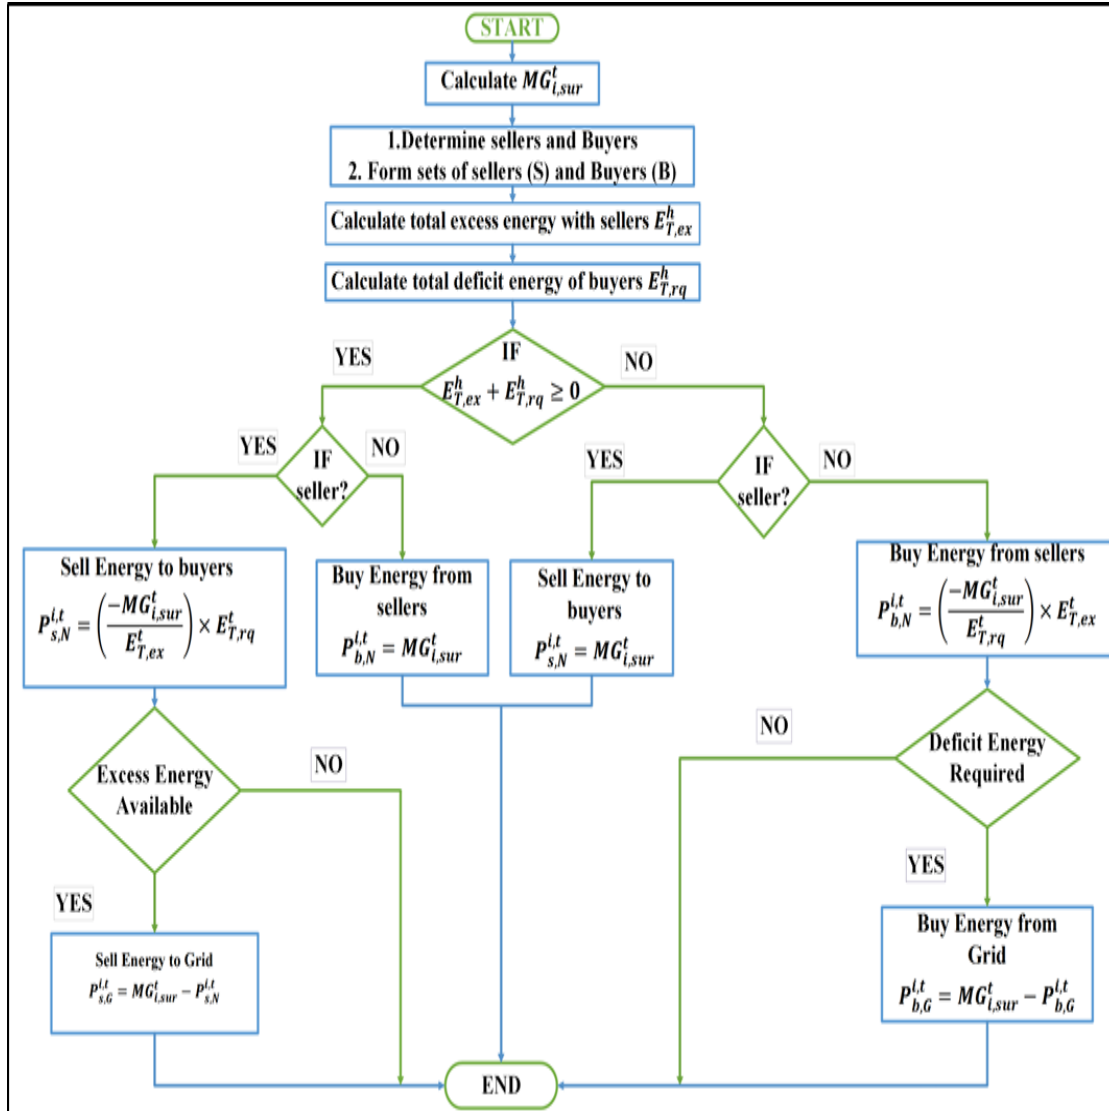 START
Calculate MG^t_{i,sur}
1.Determine sellers and Buyers
2. Form sets of sellers (S) and Buyers (B)
Calculate total excess energy with sellers E^h_{T,ex}
Calculate total deficit energy of buyers E^h_{T,rq}
YES
IF
NO
E^h_{T,ex} + E^h_{T,rq} ≥ 0
YES
IF
seller?
NO
YES
IF
seller?
NO
Sell Energy to buyers
P^{i,t}_{s,N} = (-MG^t_{i,sur} / E^t_{T,ex}) × E^t_{T,rq}
Buy Energy from
sellers
P^{i,t}_{b,N} = MG^t_{i,sur}
Sell Energy to
buyers
P^{i,t}_{s,N} = MG^t_{i,sur}
Buy Energy from sellers
P^{i,t}_{b,N} = (-MG^t_{i,sur} / E^t_{T,rq}) × E^t_{T,ex}
Excess Energy
Available
NO
NO
Deficit Energy
Required
YES
YES
Sell Energy to Grid
P^{i,t}_{s,G} = MG^t_{i,sur} − P^{i,t}_{s,N}
Buy Energy from
Grid
P^{i,t}_{b,G} = MG^t_{i,sur} − P^{i,t}_{b,G}
END